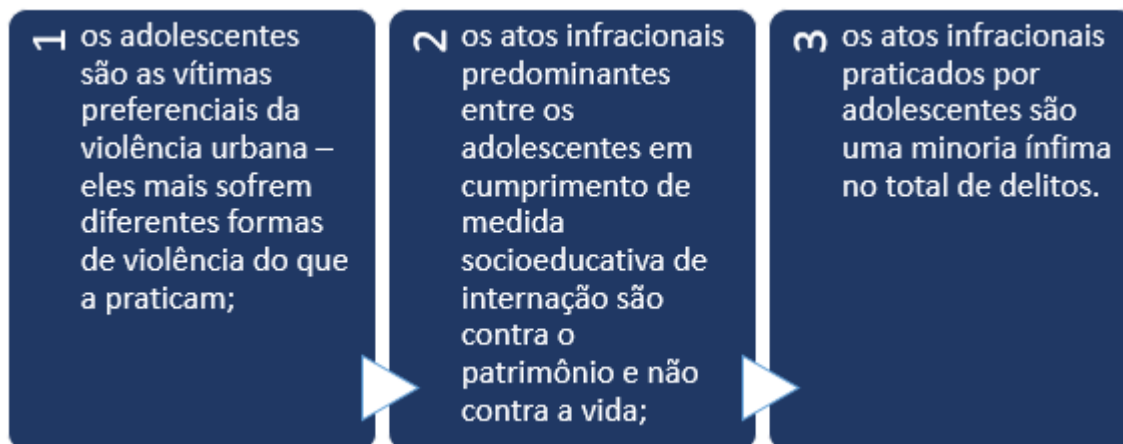 1
os adolescentes
são as vítimas
preferenciais da
violência urbana –
eles mais sofrem
diferentes formas
de violência do que
a praticam;
2
os atos infracionais
predominantes
entre os
adolescentes em
cumprimento de
medida
socioeducativa de
internação são
contra o
patrimônio e não
contra a vida;
3
os atos infracionais
praticados por
adolescentes são
uma minoria ínfima
no total de delitos.